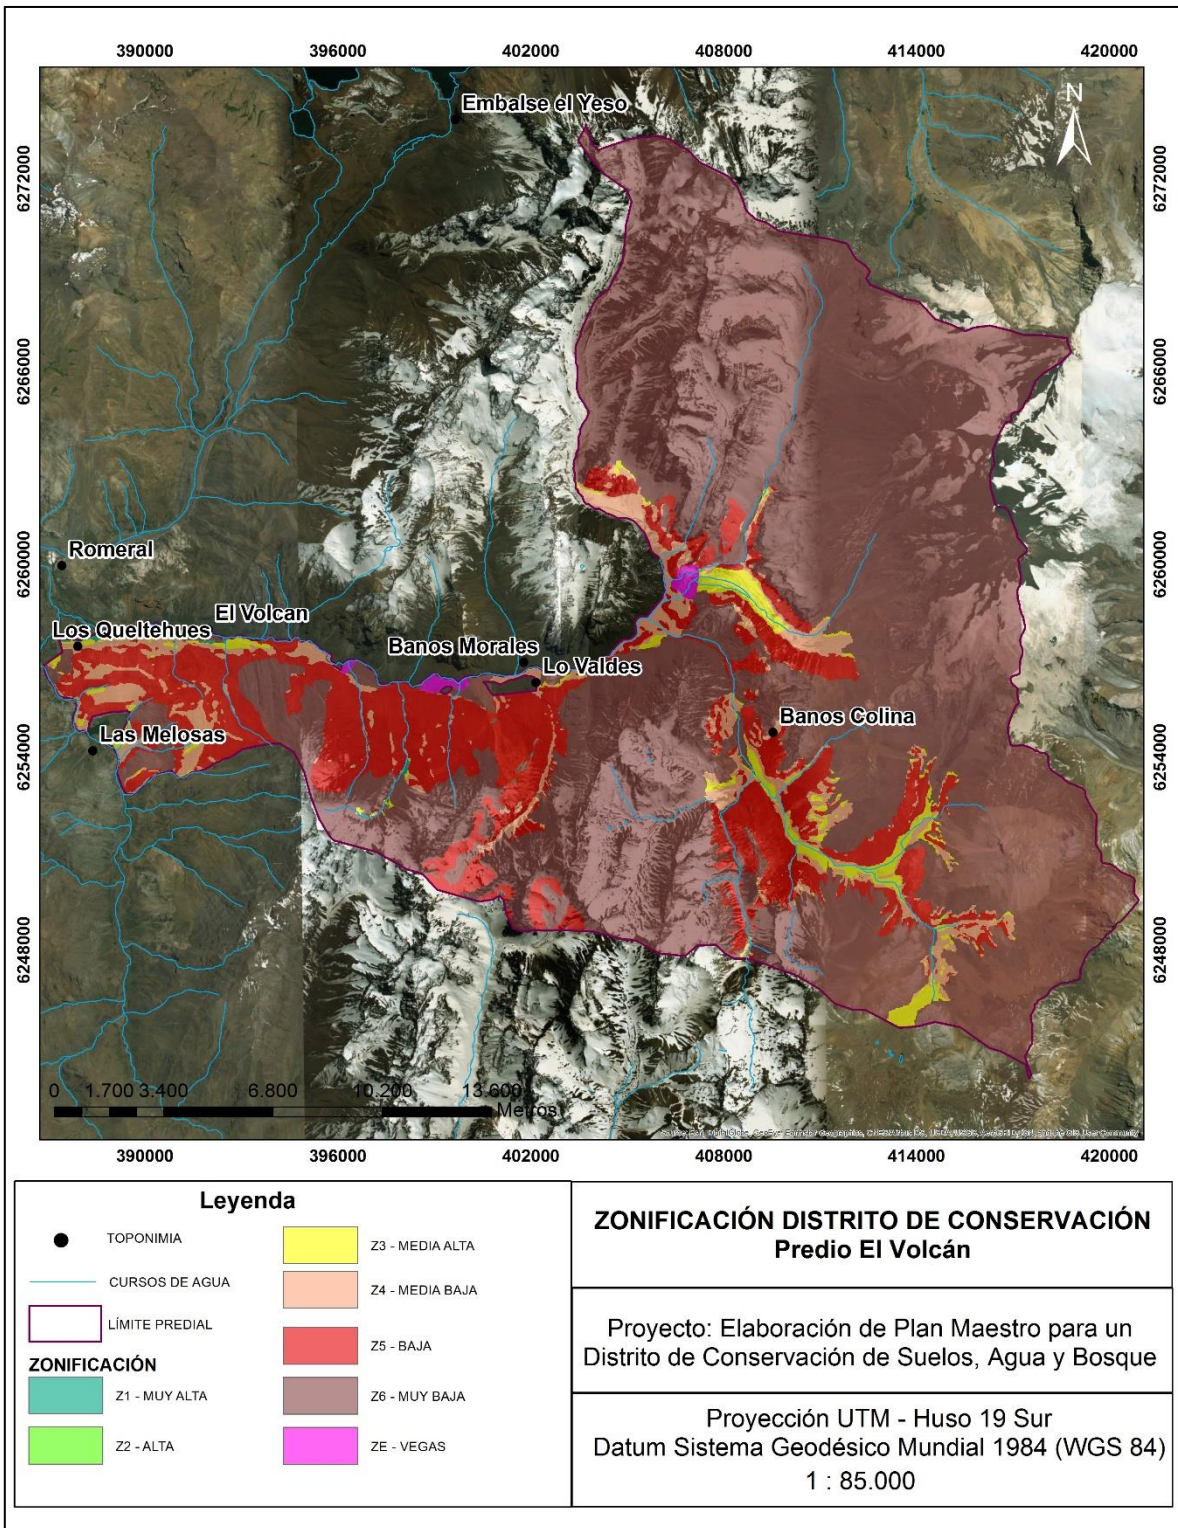 390000 396000 402000 408000 414000 420000
Embalse el Yeso
N
6272000 6272000
6266000 6266000
6260000 6260000
Romeral
El Volcan
Los Queltehues
Banos Morales
Lo Valdes
Banos Colina
Las Melosas
6254000 6254000
6248000 6248000
0 1.700 3.400 6.800 10.200 13.600
Metros
390000 396000 402000 408000 414000 420000
Leyenda
TOPONIMIA
CURSOS DE AGUA
LÍMITE PREDIAL
ZONIFICACIÓN
Z1 - MUY ALTA
Z2 - ALTA
Z3 - MEDIA ALTA
Z4 - MEDIA BAJA
Z5 - BAJA
Z6 - MUY BAJA
ZE - VEGAS
ZONIFICACIÓN DISTRITO DE CONSERVACIÓN
Predio El Volcán
Proyecto: Elaboración de Plan Maestro para un
Distrito de Conservación de Suelos, Agua y Bosque
Proyección UTM - Huso 19 Sur
Datum Sistema Geodésico Mundial 1984 (WGS 84)
1 : 85.000